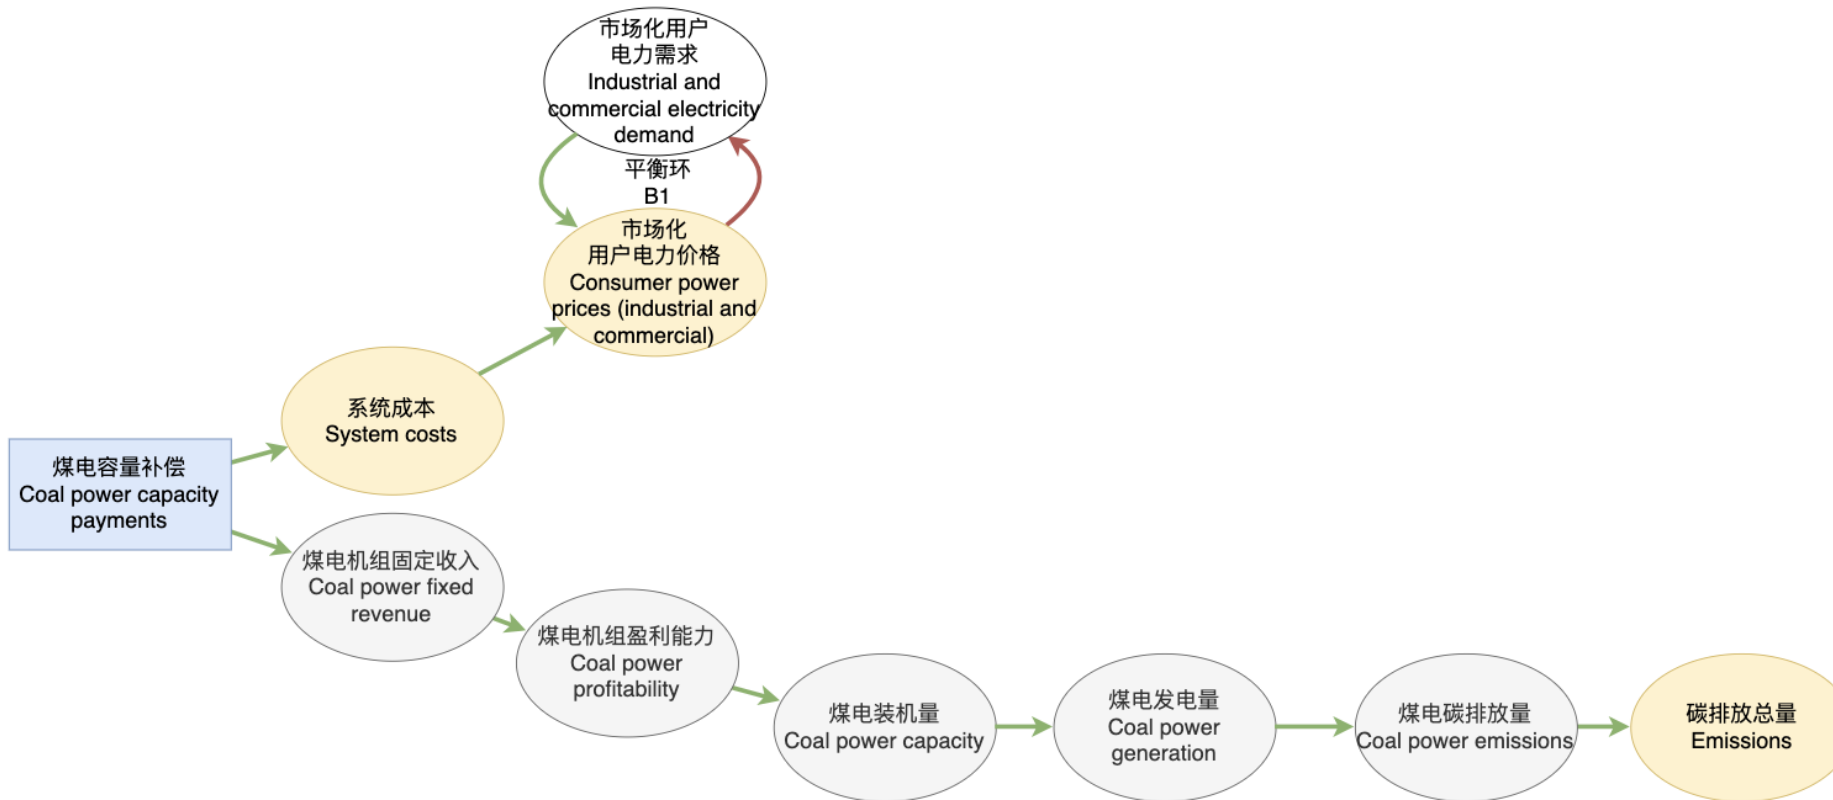 市场化用户
电力需求
Industrial and
commercial electricity
demand
平衡环
B1
市场化
用户电力价格
Consumer power
prices (industrial and
commercial)
系统成本
System costs
煤电容量补偿
Coal power capacity
payments
煤电机组固定收入
Coal power fixed
revenue
煤电机组盈利能力
Coal power
profitability
煤电装机量
Coal power capacity
煤电发电量
Coal power
generation
煤电碳排放量
Coal power emissions
碳排放总量
Emissions